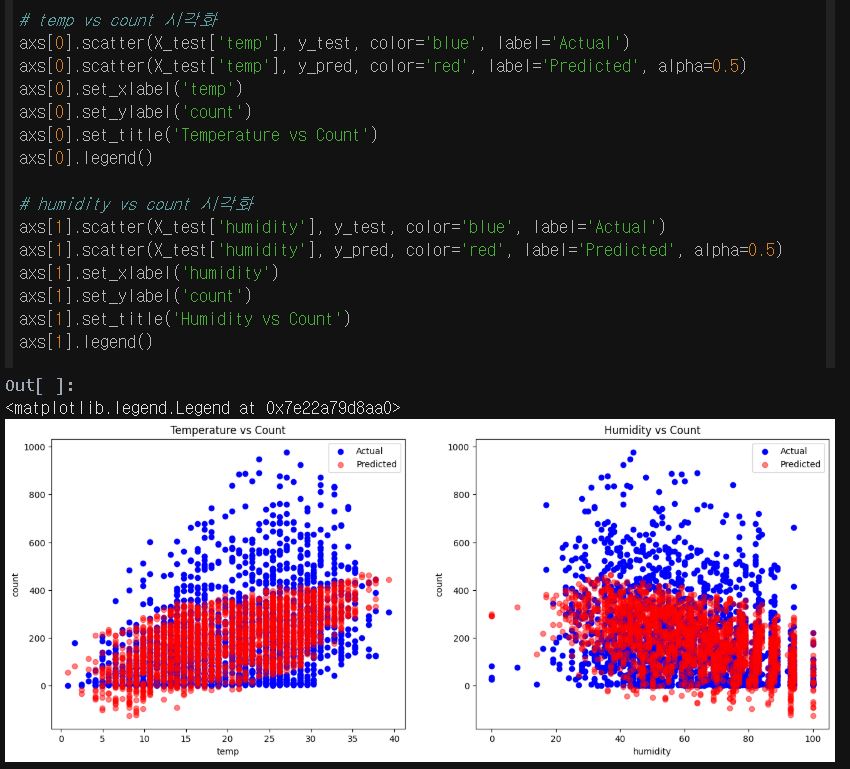 # temp vs count 시각화
axs[0].scatter(X_test['temp'], y_test, color='blue', label='Actual')
axs[0].scatter(X_test['temp'], y_pred, color='red', label='Predicted', alpha=0.5)
axs[0].set_xlabel('temp')
axs[0].set_ylabel('count')
axs[0].set_title('Temperature vs Count')
axs[0].legend()
# humidity vs count 시각화
axs[1].scatter(X_test['humidity'], y_test, color='blue', label='Actual')
axs[1].scatter(X_test['humidity'], y_pred, color='red', label='Predicted', alpha=0.5)
axs[1].set_xlabel('humidity')
axs[1].set_ylabel('count')
axs[1].set_title('Humidity vs Count')
axs[1].legend()
Out[ ]:
<matplotlib.legend.Legend at 0x7e22a79d8aa0>
Temperature vs Count
Actual
Predicted
1000
800
600
400
200
0
count
0 5 10 15 20 25 30 35 40
temp
Humidity vs Count
Actual
Predicted
1000
800
600
400
200
0
count
0 20 40 60 80 100
humidity